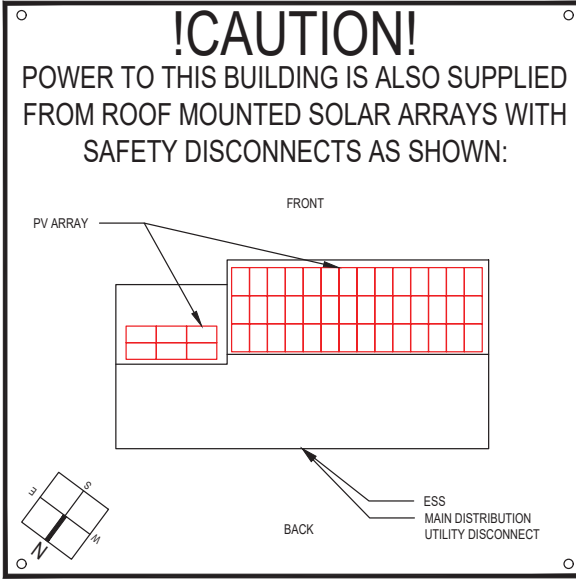 !CAUTION!
POWER TO THIS BUILDING IS ALSO SUPPLIED
FROM ROOF MOUNTED SOLAR ARRAYS WITH
SAFETY DISCONNECTS AS SHOWN:
FRONT
PV ARRAY
ESS
MAIN DISTRIBUTION
UTILITY DISCONNECT
BACK
S
E
W
N